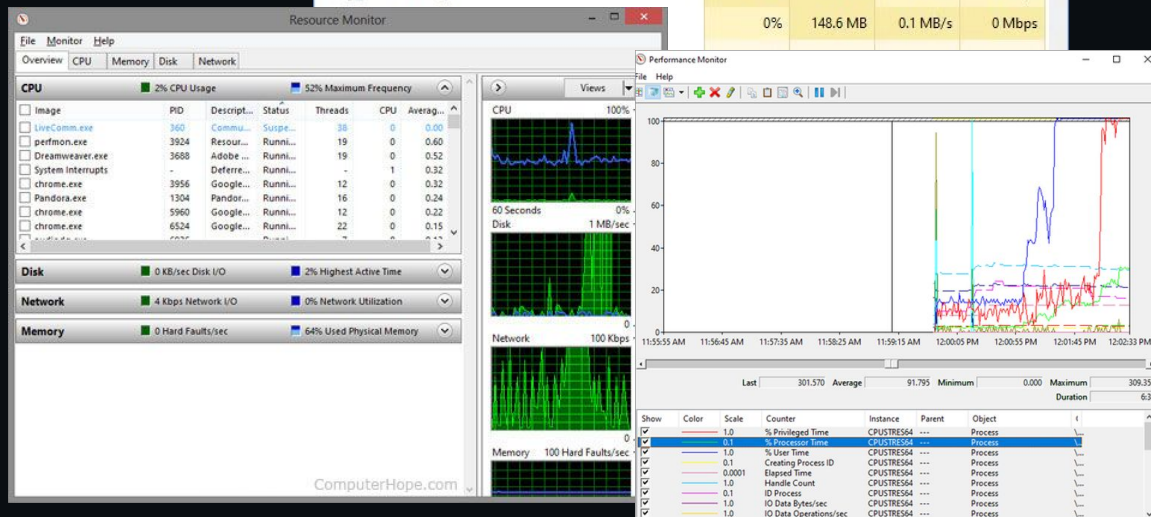 0% 148.6 MB 0.1 MB/s 0 Mbps
Resource Monitor
File Monitor Help
Overview CPU Memory Disk Network
CPU 2% CPU Usage 52% Maximum Frequency
Image PID Descript... Status Threads CPU Averag...
LiveComm.exe 360 Commu... Suspe... 38 0 0.00
perfmon.exe 3924 Resour... Runni... 19 0 0.60
Dreamweaver.exe 3688 Adobe ... Runni... 19 0 0.52
System Interrupts - Deferre... Runni... - 1 0.32
chrome.exe 3956 Google... Runni... 12 0 0.32
Pandora.exe 1304 Pandor... Runni... 16 0 0.24
chrome.exe 5960 Google... Runni... 12 0 0.22
chrome.exe 6524 Google... Runni... 22 0 0.15
Disk 0 KB/sec Disk I/O 2% Highest Active Time
Network 4 Kbps Network I/O 0% Network Utilization
Memory 0 Hard Faults/sec 64% Used Physical Memory
Views
CPU 100%
60 Seconds 0%
Disk 1 MB/sec
0
Network 100 Kbps
0
Memory 100 Hard Faults/sec
ComputerHope.com
Performance Monitor
File Help
100
80
60
40
20
0
11:55:55 AM 11:56:45 AM 11:57:35 AM 11:58:25 AM 11:59:15 AM 12:00:05 PM 12:00:55 PM 12:01:45 PM 12:02:33 PM
Last 301.570 Average 91.795 Minimum 0.000 Maximum 309.35
Duration 6:3
Show Color Scale Counter Instance Parent Object
1.0 % Privileged Time CPUSTRES64 --- Process \...
0.1 % Processor Time CPUSTRES64 --- Process \...
1.0 % User Time CPUSTRES64 --- Process \...
0.1 Creating Process ID CPUSTRES64 --- Process \...
0.0001 Elapsed Time CPUSTRES64 --- Process \...
1.0 Handle Count CPUSTRES64 --- Process \...
0.1 ID Process CPUSTRES64 --- Process \...
1.0 IO Data Bytes/sec CPUSTRES64 --- Process \...
1.0 IO Data Operations/sec CPUSTRES64 --- Process \...